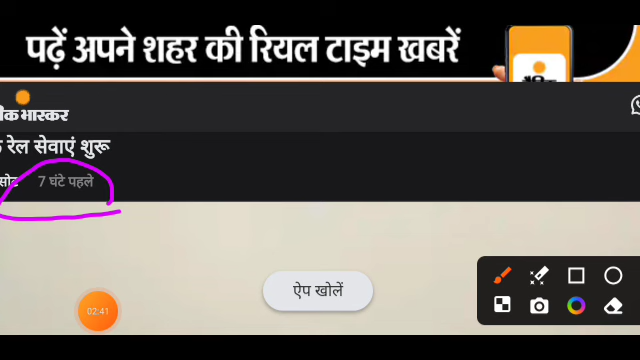 पढ़ें अपने शहर की रियल टाइम खबरें
क भास्कर
रेल सेवाएं शुरू
7 घंटे पहले
ऐप खोलें
02:41